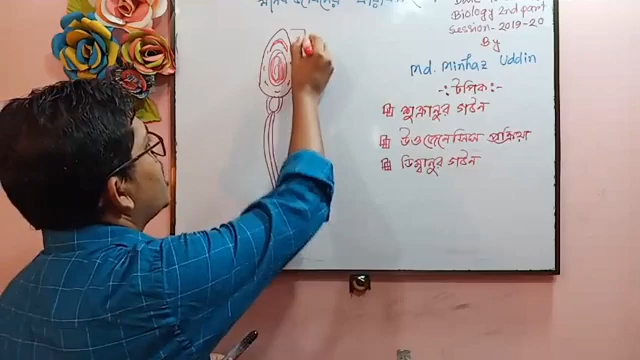 Biology 2nd part
Session-2019-20
By
Md. Minhaz Uddin
-:টপিক:-
শুক্রানুর গঠন
উওজেনেসিস প্রক্রিয়া
ডিম্বানুর গঠন